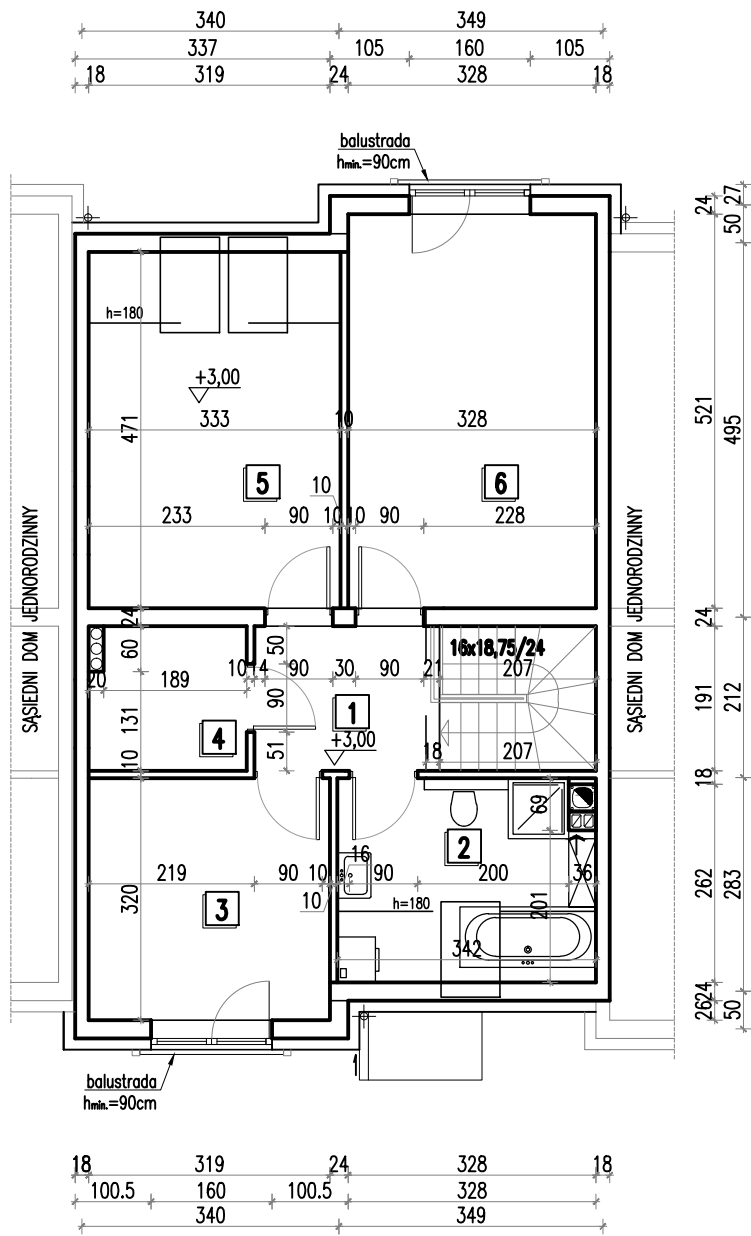 340 349
337 105 160 105
18 319 24 328 18
balustrada
hmin.=90cm
24 27
50
h=180
+3,00
333 10 328
471
521
495
5
6
10
233 90 10 10 90 228
SĄSIEDNI DOM JEDNORODZINNY
SĄSIEDNI DOM JEDNORODZINNY
24
24
60
50
16x18,75/24
20 189 10 14 90 30 90 21 207
90
191
212
131
4
1
+3,00
51
18 207
10
18
69
2
16
219 90 10 90 200 36
320
3
10
h=180
201
262
283
342
24
26
50
1
balustrada
hmin.=90cm
18 319 24 328 18
100.5 160 100.5 328
340 349